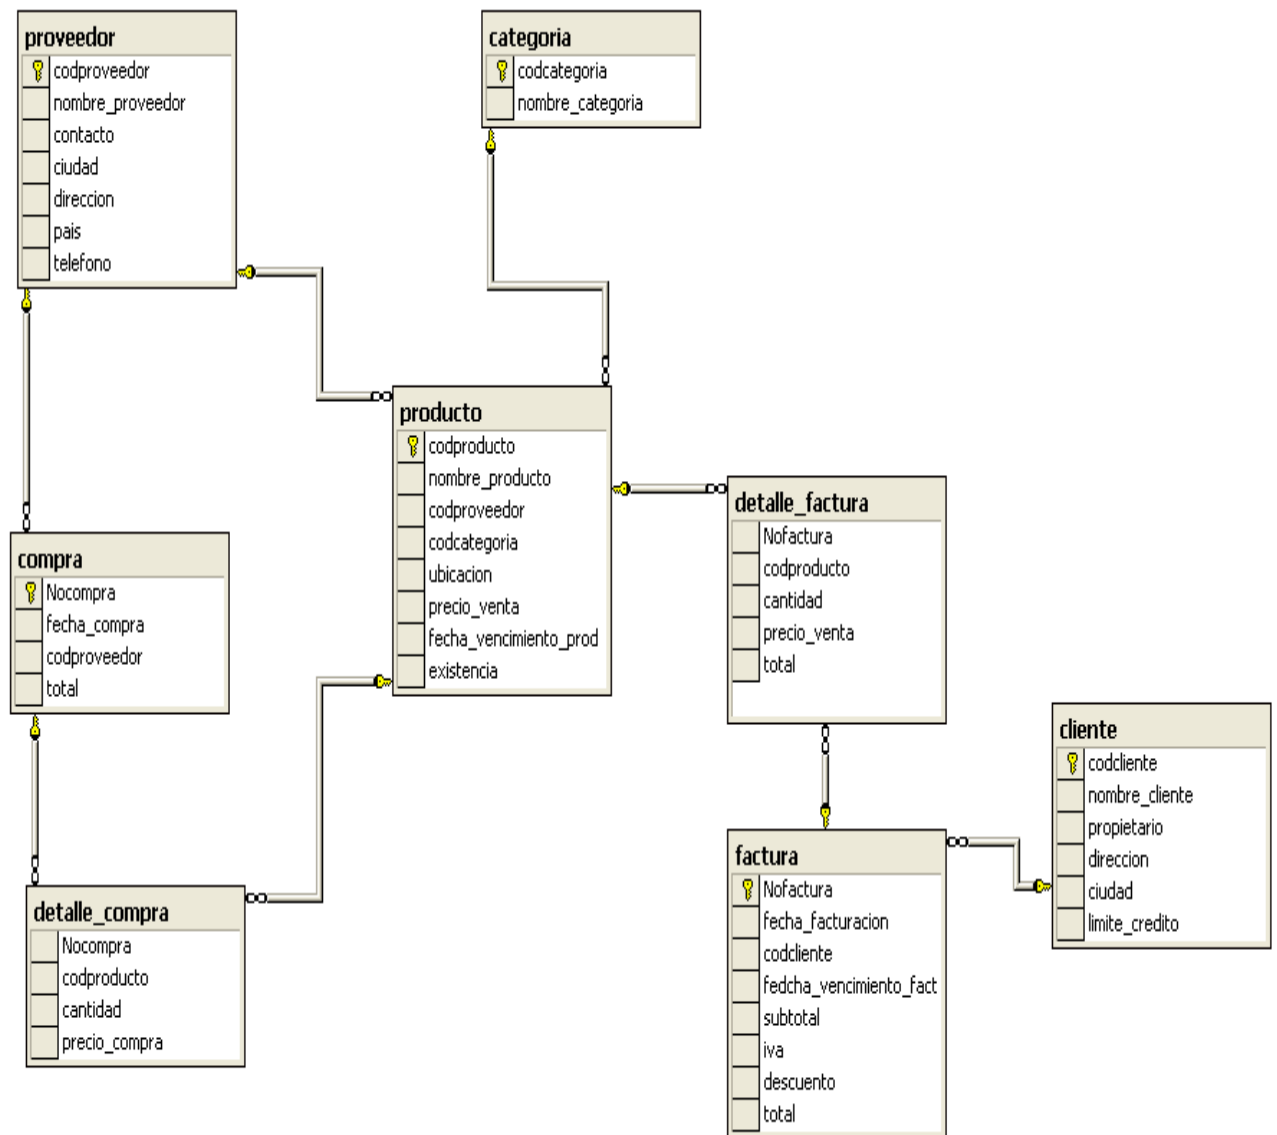 proveedor
codproveedor
nombre_proveedor
contacto
ciudad
direccion
pais
telefono
categoria
codcategoria
nombre_categoria
producto
codproducto
nombre_producto
codproveedor
codcategoria
ubicacion
precio_venta
fecha_vencimiento_prod
existencia
compra
Nocompra
fecha_compra
codproveedor
total
detalle_compra
Nocompra
codproducto
cantidad
precio_compra
detalle_factura
Nofactura
codproducto
cantidad
precio_venta
total
factura
Nofactura
fecha_facturacion
codcliente
fedcha_vencimiento_fact
subtotal
iva
descuento
total
cliente
codcliente
nombre_cliente
propietario
direccion
ciudad
limite_credito